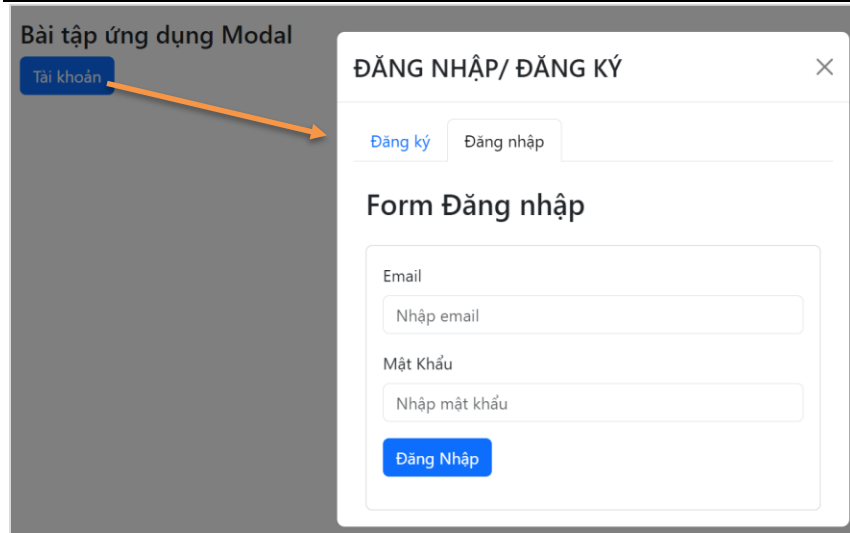 Bài tập ứng dụng Modal
Tài khoản
ĐĂNG NHẬP/ ĐĂNG KÝ
Đăng ký
Đăng nhập
Form Đăng nhập
Email
Nhập email
Mật Khẩu
Nhập mật khẩu
Đăng Nhập